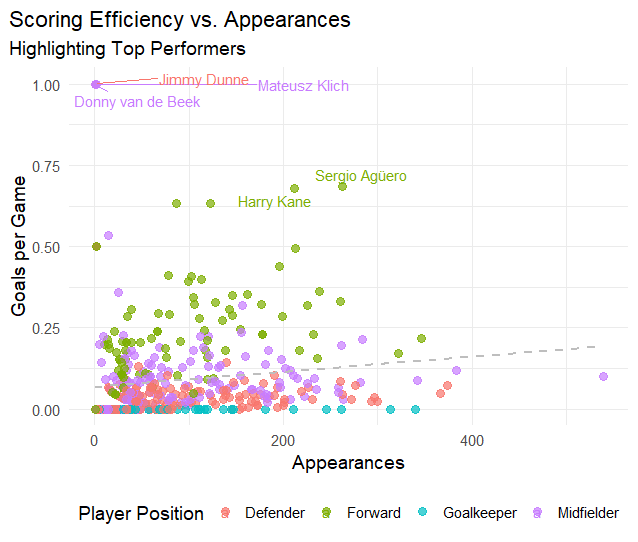 Scoring Efficiency vs. Appearances
Highlighting Top Performers
1.00
Jimmy Dunne
Mateusz Klich
Donny van de Beek
0.75
Sergio Agüero
Harry Kane
0.50
0.25
0.00
Goals per Game
0 200 400
Appearances
Player Position Defender Forward Goalkeeper Midfielder